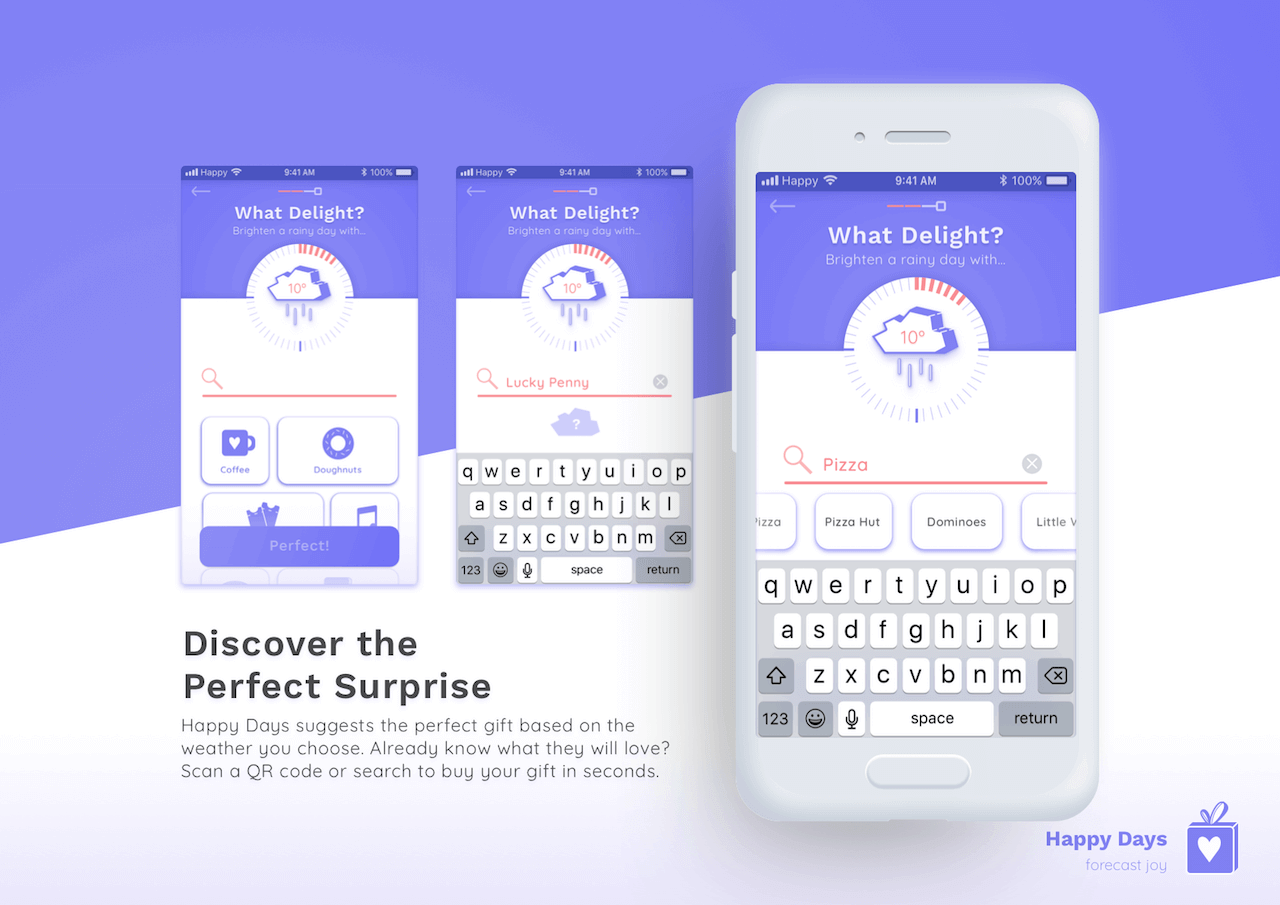 Happy 9:41 AM 100%
What Delight?
Brighten a rainy day with...
10°
Coffee
Doughnuts
Perfect!
Happy 9:41 AM 100%
What Delight?
Brighten a rainy day with...
10°
Lucky Penny
?
q w e r t y u i o p
a s d f g h j k l
z x c v b n m
123 space return
Happy 9:41 AM 100%
What Delight?
Brighten a rainy day with...
10°
Pizza
izza
Pizza Hut
Dominoes
Little
q w e r t y u i o p
a s d f g h j k l
z x c v b n m
123 space return
Discover the
Perfect Surprise
Happy Days suggests the perfect gift based on the
weather you choose. Already know what they will love?
Scan a QR code or search to buy your gift in seconds.
Happy Days
forecast joy